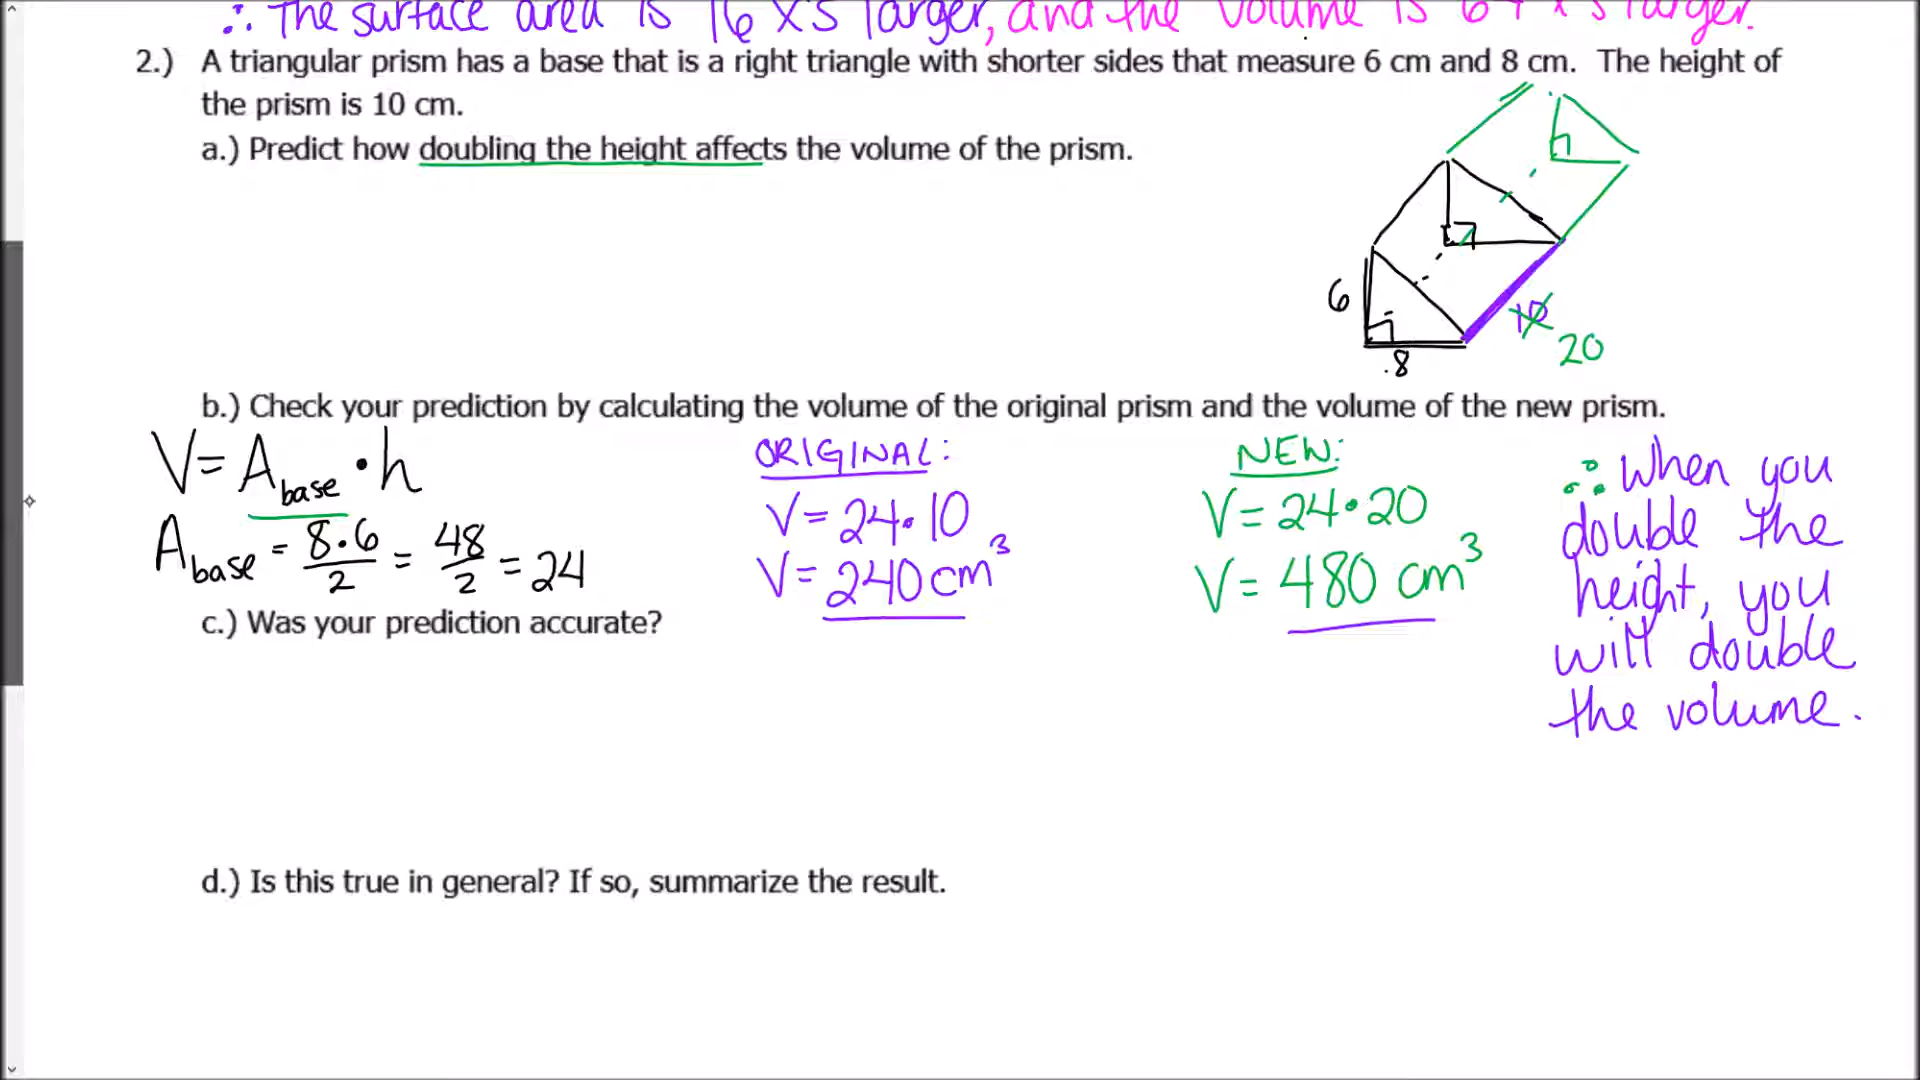 ∴ The surface area is 16 x's larger, and the volume is 64 x's larger.
2.) A triangular prism has a base that is a right triangle with shorter sides that measure 6 cm and 8 cm. The height of
the prism is 10 cm.
a.) Predict how doubling the height affects the volume of the prism.
6
8
10
20
b.) Check your prediction by calculating the volume of the original prism and the volume of the new prism.
V = A base · h
A base = 8·6/2 = 48/2 = 24
ORIGINAL:
V = 24·10
V = 240 cm³
NEW:
V = 24·20
V = 480 cm³
∴ When you
double the
height, you
will double
the volume.
c.) Was your prediction accurate?
d.) Is this true in general? If so, summarize the result.